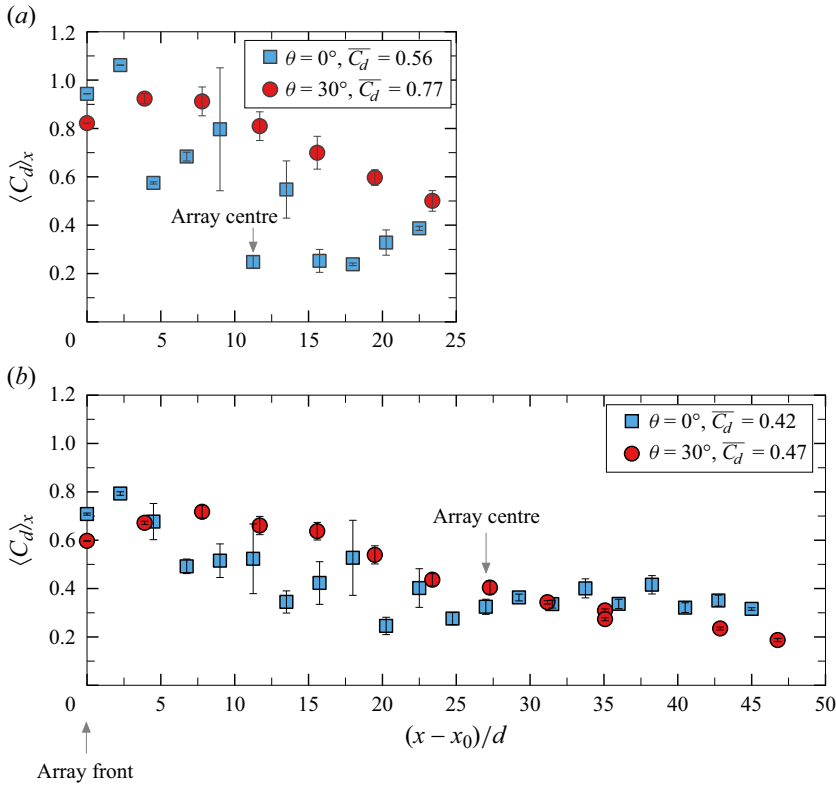 (a)
1.2
1.0
0.8
0.6
0.4
0.2
⟨C_d⟩_x
θ = 0°, \overline{C_d} = 0.56
θ = 30°, \overline{C_d} = 0.77
Array centre
0 5 10 15 20 25
(b)
1.2
1.0
0.8
0.6
0.4
0.2
⟨C_d⟩_x
θ = 0°, \overline{C_d} = 0.42
θ = 30°, \overline{C_d} = 0.47
Array centre
0 5 10 15 20 25 30 35 40 45 50
(x – x_0)/d
Array front